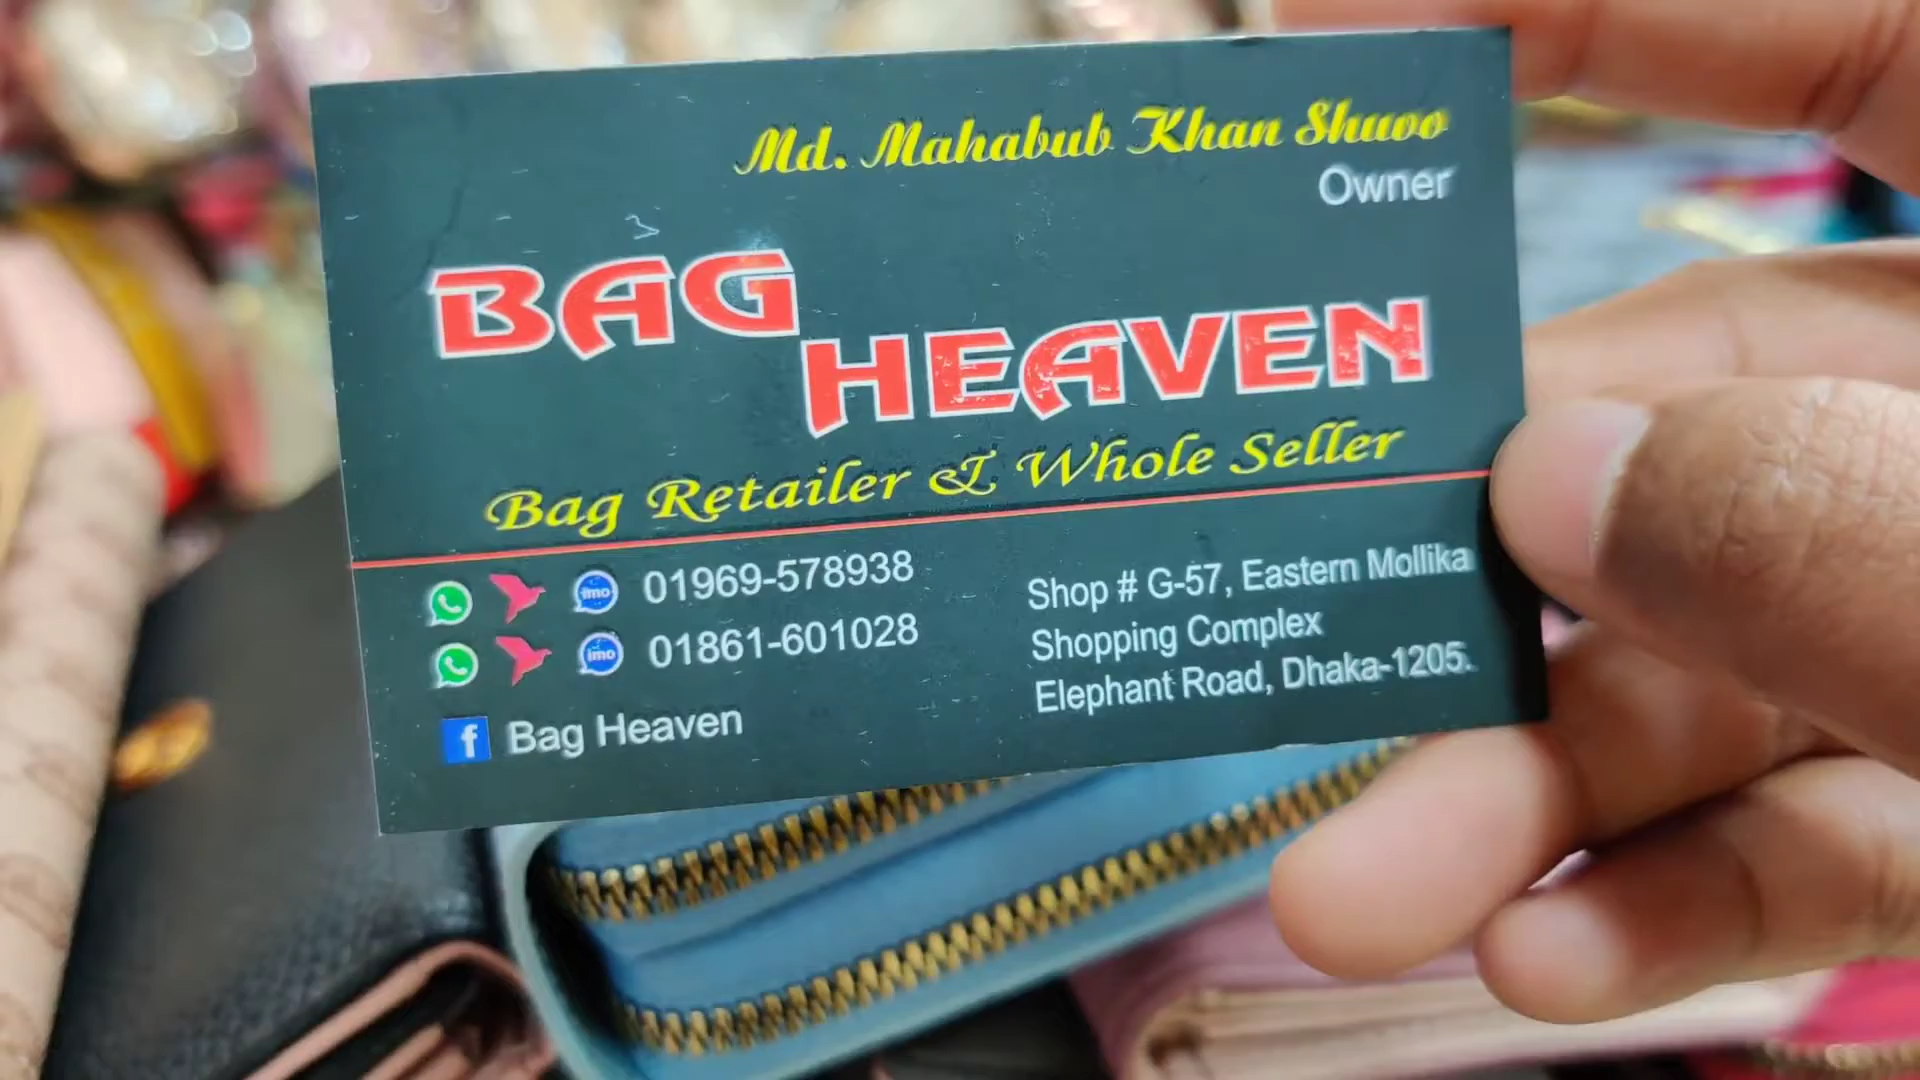 Md. Mahabub Khan Shuvo
Owner
BAG
HEAVEN
Bag Retailer & Whole Seller
imo 01969-578938
imo 01861-601028
f Bag Heaven
Shop # G-57, Eastern Mollika
Shopping Complex
Elephant Road, Dhaka-1205.